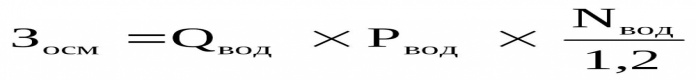 З осм = Q вод × P вод × N вод / 1,2